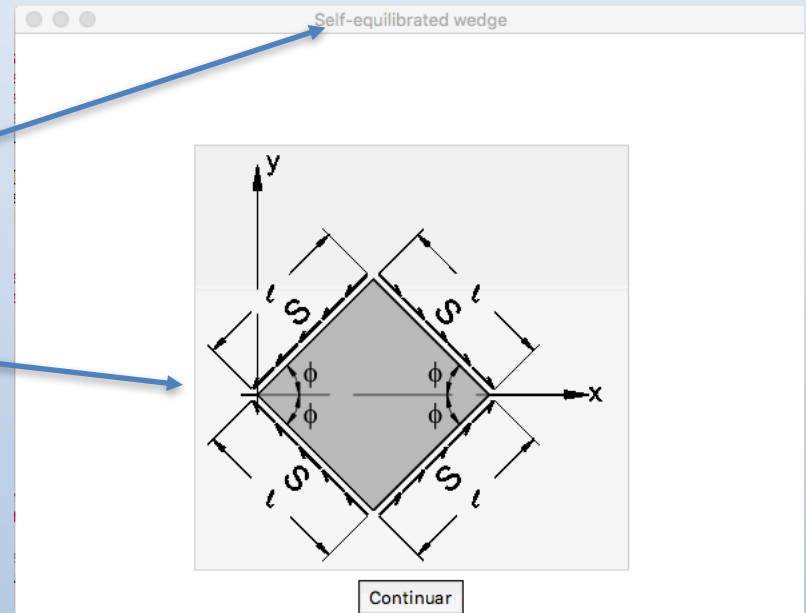 Self-equilibrated wedge
y
l S S l
ϕ ϕ
x
ϕ ϕ
l S S l
Continuar